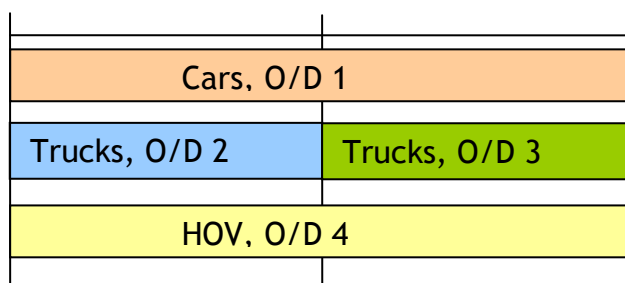 Cars, O/D 1
Trucks, O/D 2
Trucks, O/D 3
HOV, O/D 4